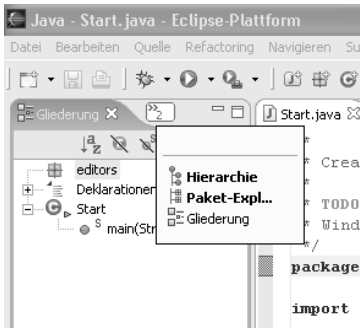 Java - Start.java - Eclipse-Plattform
Datei Bearbeiten Quelle Refactoring Navigieren Su
Gliederung 2 Start.java
editors
Deklarationen
Start
main(Str
Hierarchie
Paket-Expl...
Gliederung
*
* Crea
*
* TODO
* Wind
*/
package
import